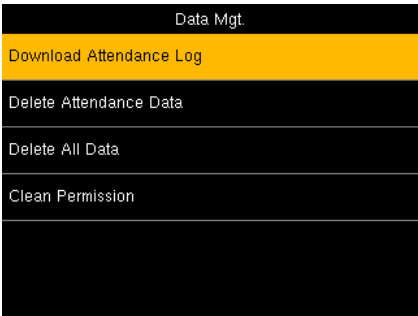 Data Mgt.
Download Attendance Log
Delete Attendance Data
Delete All Data
Clean Permission